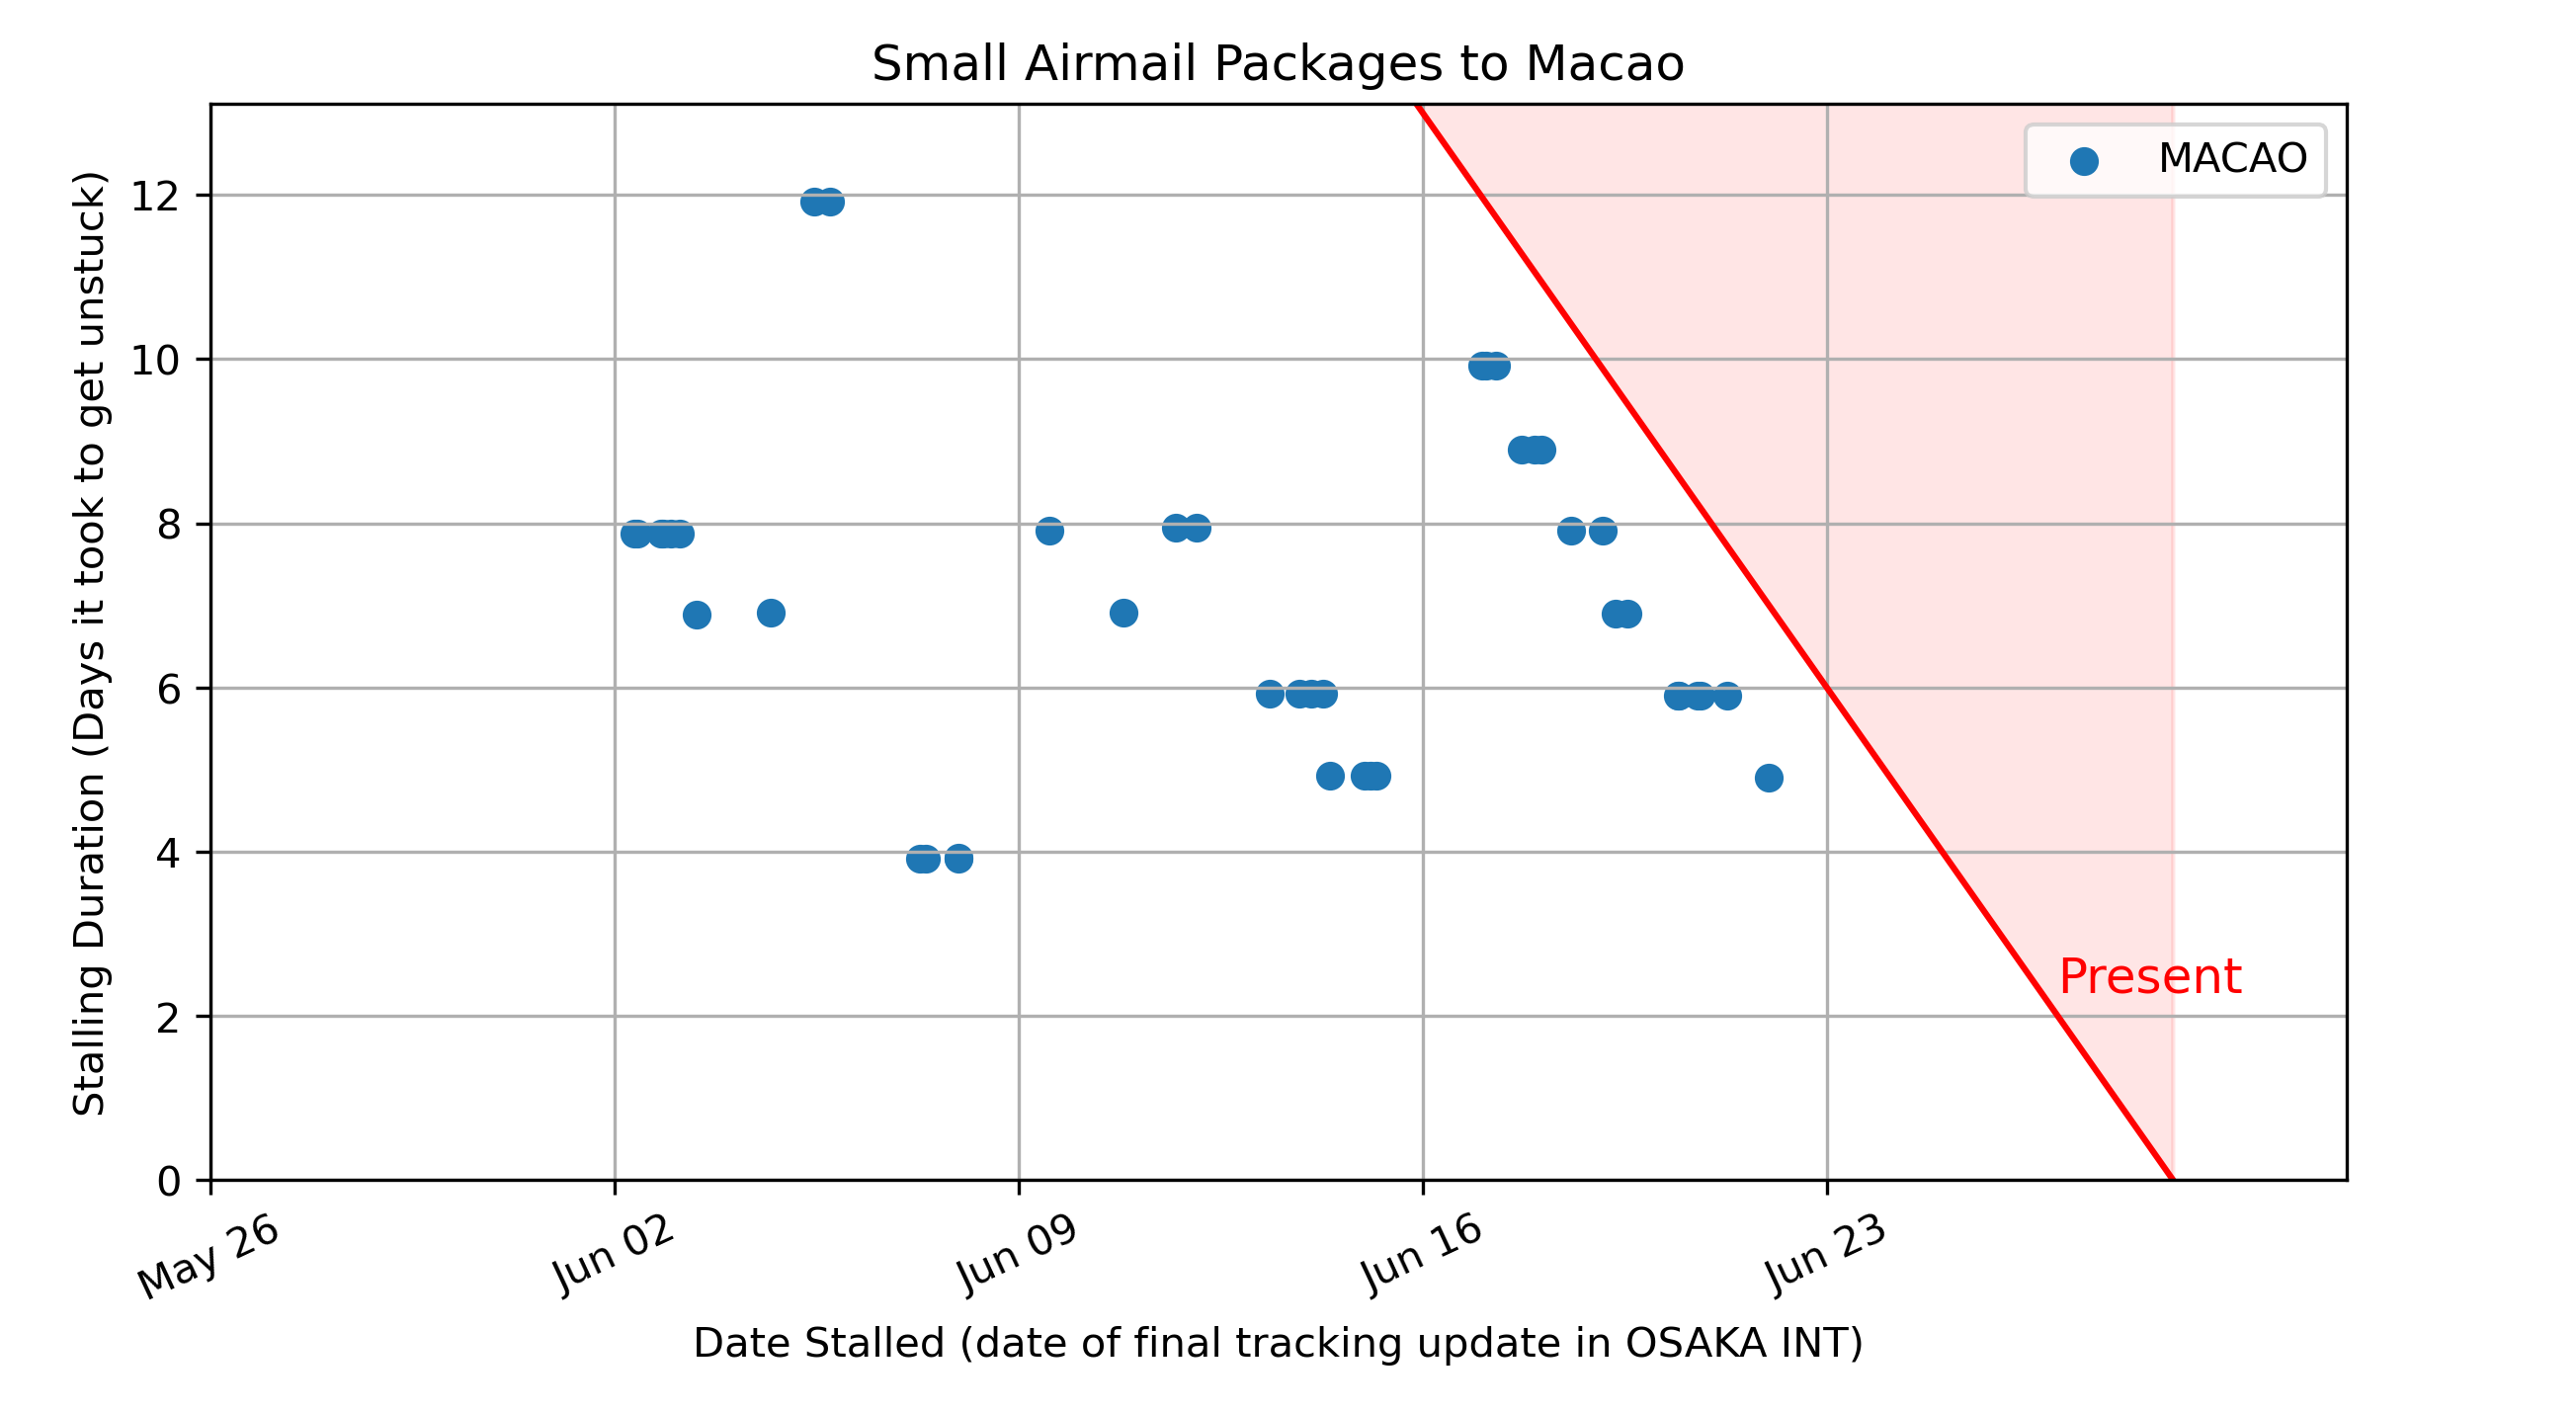 Small Airmail Packages to Macao
MACAO
Stalling Duration (Days it took to get unstuck)
12
10
8
6
4
2
0
Present
May 26
Jun 02
Jun 09
Jun 16
Jun 23
Date Stalled (date of final tracking update in OSAKA INT)